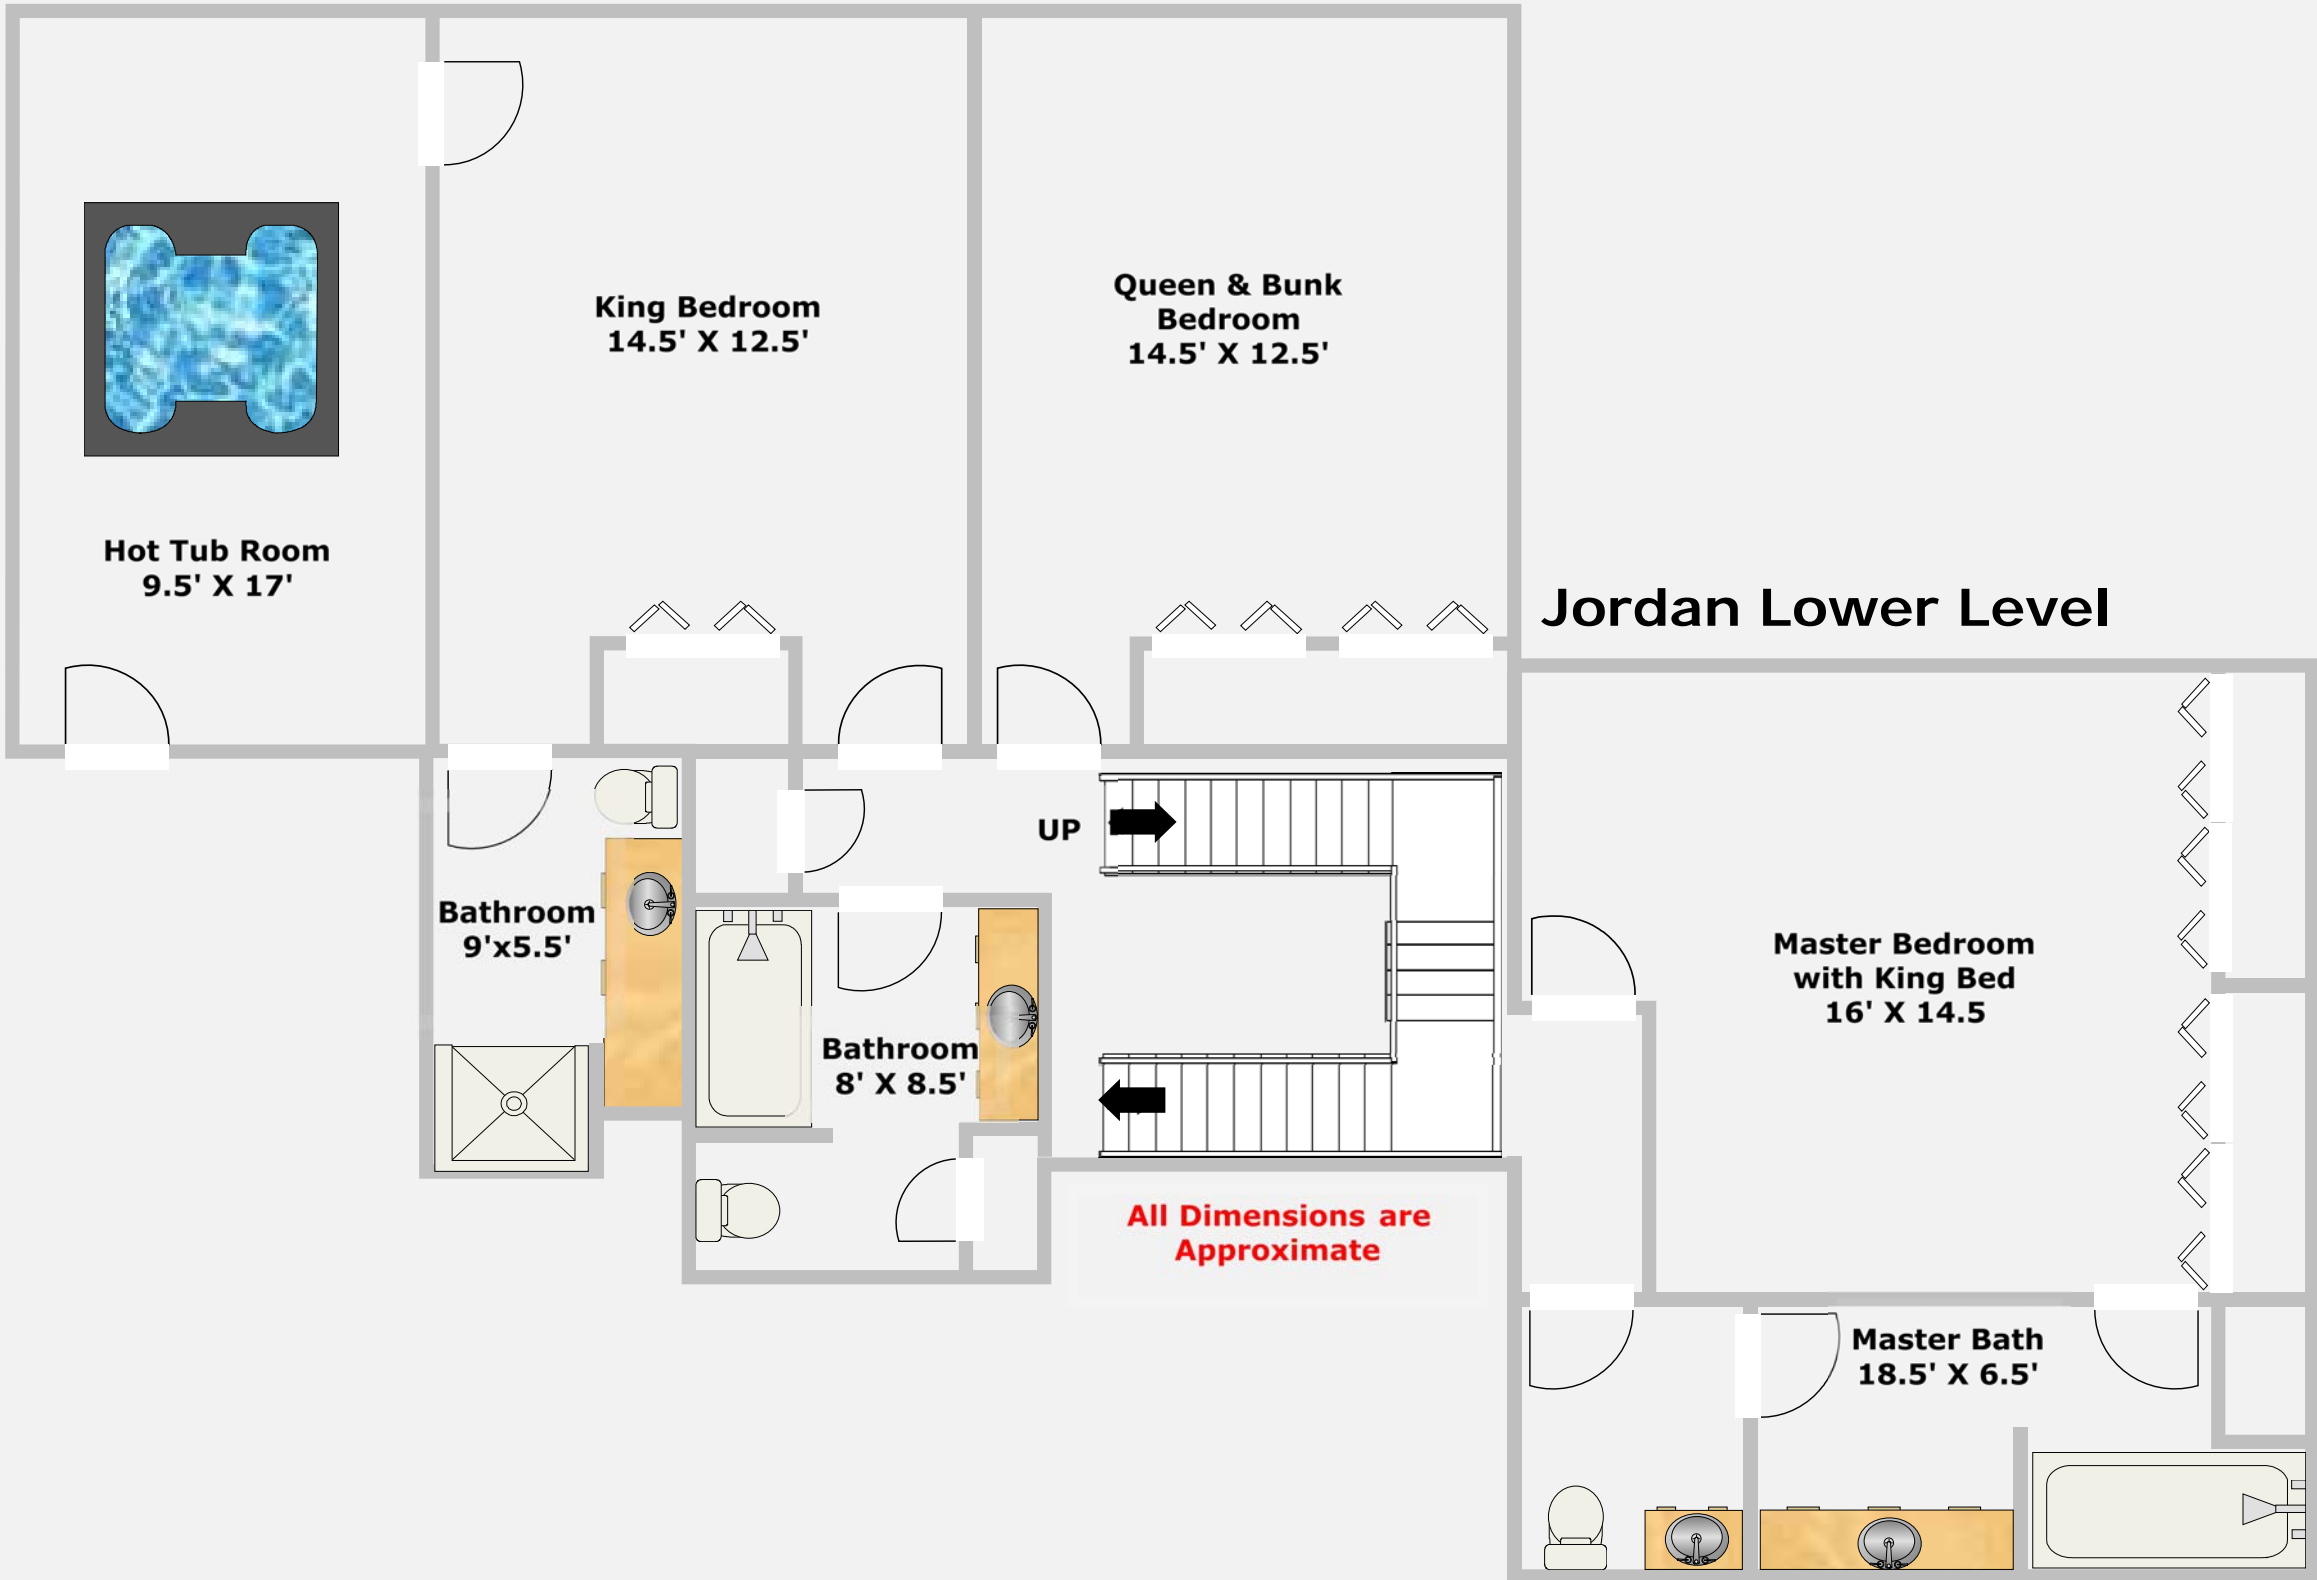 King Bedroom
14.5' X 12.5'
Queen & Bunk
Bedroom
14.5' X 12.5'
Hot Tub Room
9.5' X 17'
Jordan Lower Level
UP
Bathroom
9'x5.5'
Bathroom
8' X 8.5'
Master Bedroom
with King Bed
16' X 14.5
All Dimensions are
Approximate
Master Bath
18.5' X 6.5'